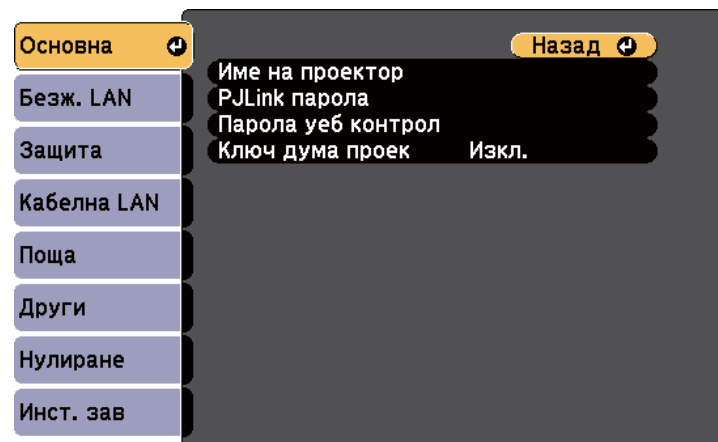 Основна
Безж. LAN
Защита
Кабелна LAN
Поща
Други
Нулиране
Инст. зав
Назад
Име на проектор
PJLink парола
Парола уеб контрол
Ключ дума проек Изкл.